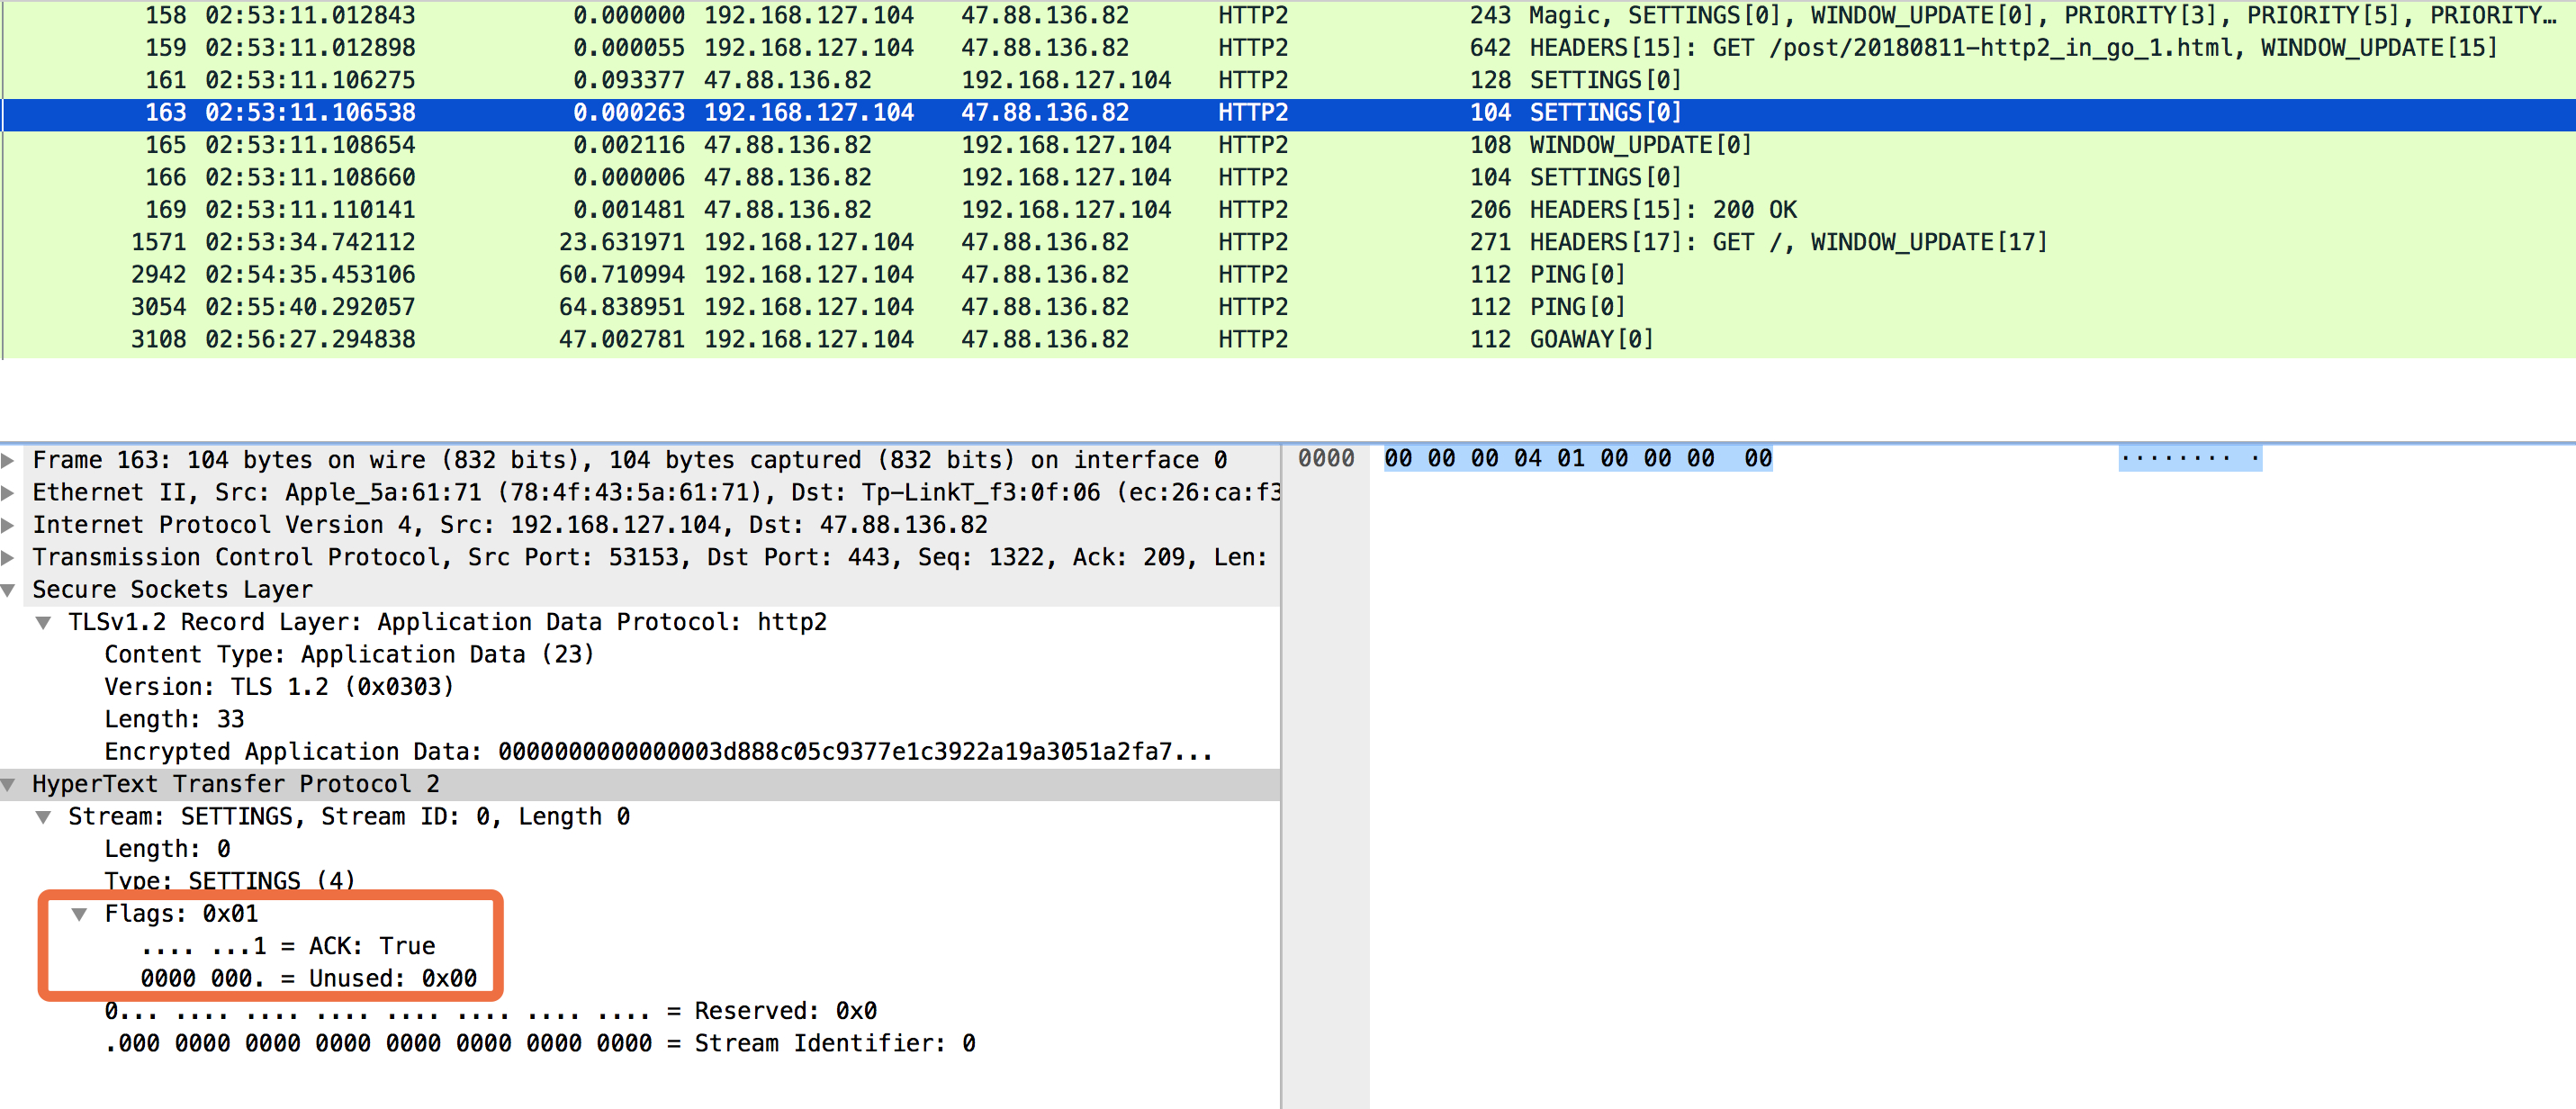 158 02:53:11.012843 0.000000 192.168.127.104 47.88.136.82 HTTP2 243 Magic, SETTINGS[0], WINDOW_UPDATE[0], PRIORITY[3], PRIORITY[5], PRIORITY…
159 02:53:11.012898 0.000055 192.168.127.104 47.88.136.82 HTTP2 642 HEADERS[15]: GET /post/20180811-http2_in_go_1.html, WINDOW_UPDATE[15]
161 02:53:11.106275 0.093377 47.88.136.82 192.168.127.104 HTTP2 128 SETTINGS[0]
163 02:53:11.106538 0.000263 192.168.127.104 47.88.136.82 HTTP2 104 SETTINGS[0]
165 02:53:11.108654 0.002116 47.88.136.82 192.168.127.104 HTTP2 108 WINDOW_UPDATE[0]
166 02:53:11.108660 0.000006 47.88.136.82 192.168.127.104 HTTP2 104 SETTINGS[0]
169 02:53:11.110141 0.001481 47.88.136.82 192.168.127.104 HTTP2 206 HEADERS[15]: 200 OK
1571 02:53:34.742112 23.631971 192.168.127.104 47.88.136.82 HTTP2 271 HEADERS[17]: GET /, WINDOW_UPDATE[17]
2942 02:54:35.453106 60.710994 192.168.127.104 47.88.136.82 HTTP2 112 PING[0]
3054 02:55:40.292057 64.838951 192.168.127.104 47.88.136.82 HTTP2 112 PING[0]
3108 02:56:27.294838 47.002781 192.168.127.104 47.88.136.82 HTTP2 112 GOAWAY[0]
Frame 163: 104 bytes on wire (832 bits), 104 bytes captured (832 bits) on interface 0
Ethernet II, Src: Apple_5a:61:71 (78:4f:43:5a:61:71), Dst: Tp-LinkT_f3:0f:06 (ec:26:ca:f3
Internet Protocol Version 4, Src: 192.168.127.104, Dst: 47.88.136.82
Transmission Control Protocol, Src Port: 53153, Dst Port: 443, Seq: 1322, Ack: 209, Len:
Secure Sockets Layer
TLSv1.2 Record Layer: Application Data Protocol: http2
Content Type: Application Data (23)
Version: TLS 1.2 (0x0303)
Length: 33
Encrypted Application Data: 0000000000000003d888c05c9377e1c3922a19a3051a2fa7...
HyperText Transfer Protocol 2
Stream: SETTINGS, Stream ID: 0, Length 0
Length: 0
Type: SETTINGS (4)
Flags: 0x01
.... ...1 = ACK: True
0000 000. = Unused: 0x00
0... .... .... .... .... .... .... .... = Reserved: 0x0
.000 0000 0000 0000 0000 0000 0000 0000 = Stream Identifier: 0
0000 00 00 00 04 01 00 00 00 00 ········ ·